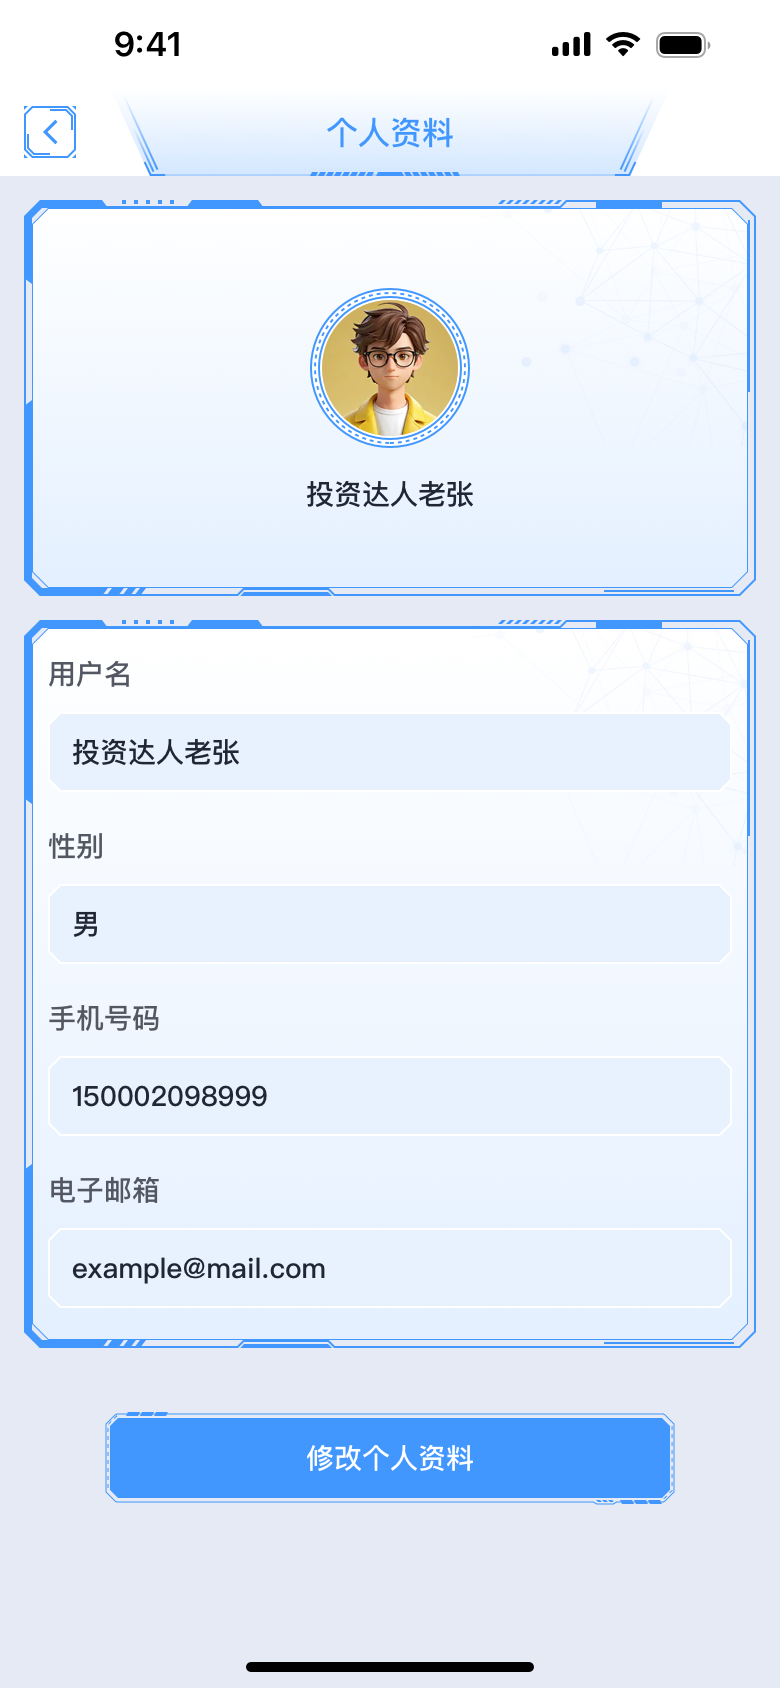 9:41
个人资料
投资达人老张
用户名
投资达人老张
性别
男
手机号码
150002098999
电子邮箱
example@mail.com
修改个人资料